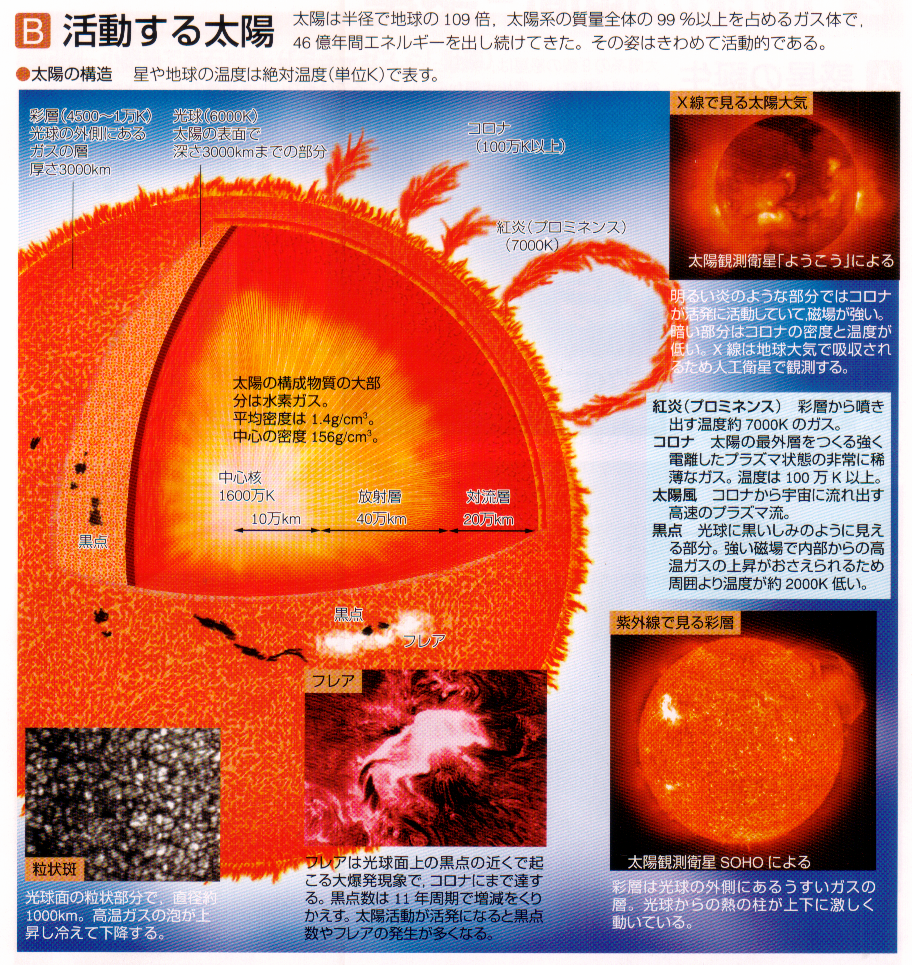 B 活動する太陽
太陽は半径で地球の109倍，太陽系の質量全体の99％以上を占めるガス体で，
46億年間エネルギーを出し続けてきた。その姿はきわめて活動的である。
●太陽の構造 星や地球の温度は絶対温度(単位K)で表す。
彩層(4500〜1万K)
光球の外側にある
ガスの層
厚さ3000km
光球(6000K)
太陽の表面で
深さ3000kmまでの部分
コロナ
(100万K以上)
紅炎(プロミネンス)
(7000K)
X線で見る太陽大気
太陽観測衛星「ようこう」による
明るい炎のような部分ではコロナ
が活発に活動していて,磁場が強い。
暗い部分はコロナの密度と温度が
低い。X線は地球大気で吸収され
るため人工衛星で観測する。
太陽の構成物質の大部
分は水素ガス。
平均密度は1.4g/cm³。
中心の密度156g/cm³。
中心核
1600万K
放射層
対流層
10万km
40万km
20万km
黒点
黒点
フレア
紅炎(プロミネンス) 彩層から噴き
出す温度約7000Kのガス。
コロナ 太陽の最外層をつくる強く
電離したプラズマ状態の非常に稀
薄なガス。温度は100万K以上。
太陽風 コロナから宇宙に流れ出す
高速のプラズマ流。
黒点 光球に黒いしみのように見え
る部分。強い磁場で内部からの高
温ガスの上昇がおさえられるため
周囲より温度が約2000K低い。
紫外線で見る彩層
太陽観測衛星SOHOによる
彩層は光球の外側にあるうすいガスの
層。光球からの熱の柱が上下に激しく
動いている。
フレア
フレアは光球面上の黒点の近くで起
こる大爆発現象で,コロナにまで達す
る。黒点数は11年周期で増減をくり
かえす。太陽活動が活発になると黒点
数やフレアの発生が多くなる。
粒状斑
光球面の粒状部分で，直径約
1000km。高温ガスの泡が上
昇し冷えて下降する。